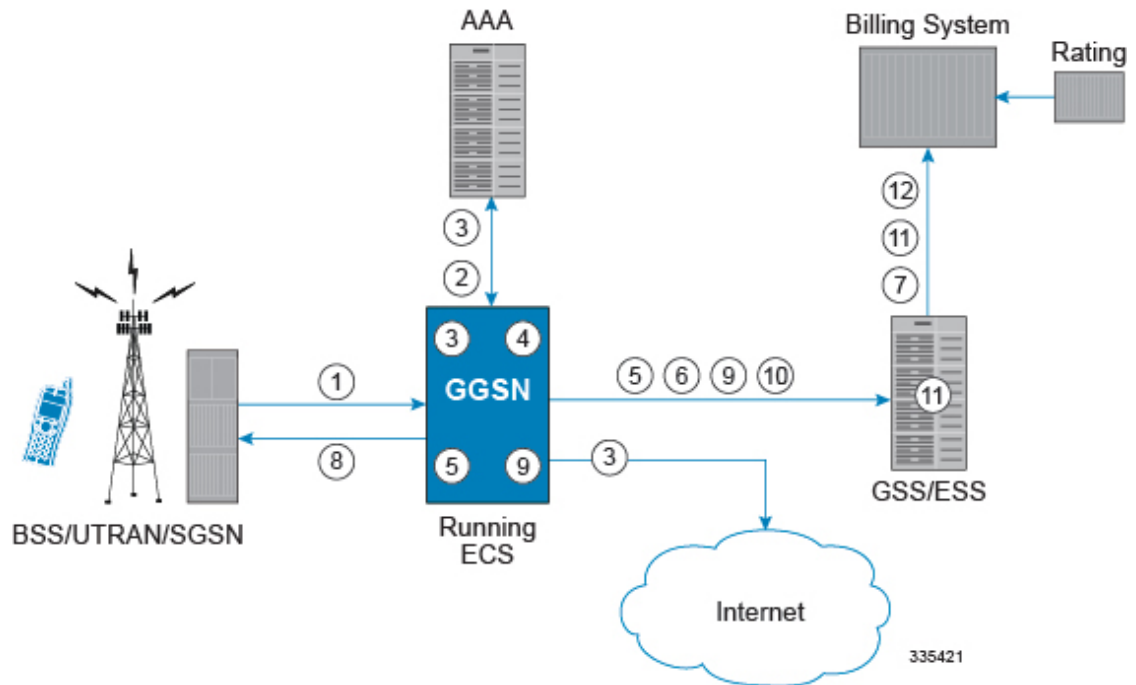 AAA
Billing System
Rating
3
2
12
11
7
3 4
GGSN
5 9
1
8
5 6 9 10
11
3
BSS/UTRAN/SGSN
Running
ECS
GSS/ESS
Internet
335421